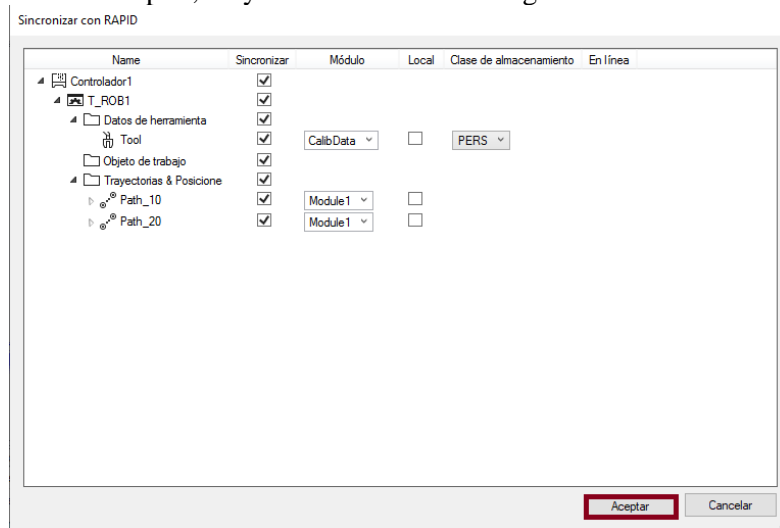 Sincronizar con RAPID
Name Sincronizar Módulo Local Clase de almacenamiento En línea
Controlador1
T_ROB1
Datos de herramienta
Tool CalibData PERS
Objeto de trabajo
Trayectorias & Posicione
Path_10 Module1
Path_20 Module1
Aceptar Cancelar